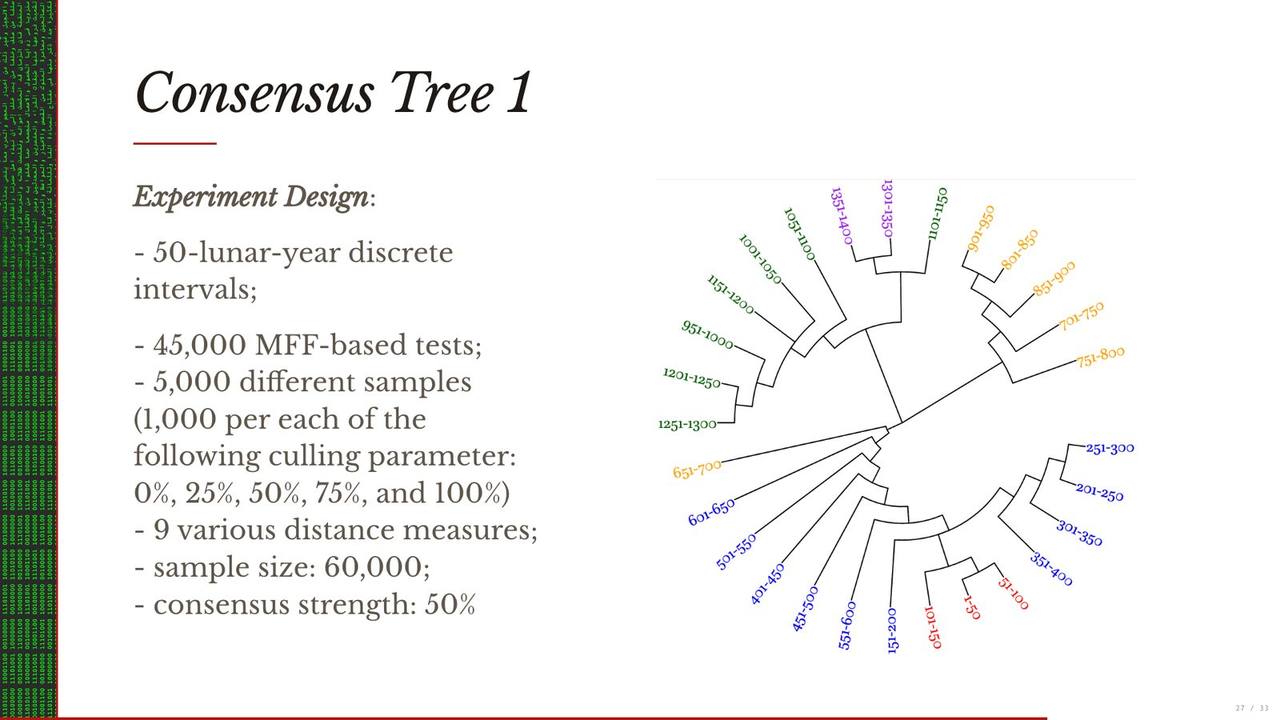 Consensus Tree 1
Experiment Design:
- 50-lunar-year discrete
intervals;
- 45,000 MFF-based tests;
- 5,000 different samples
(1,000 per each of the
following culling parameter:
0%, 25%, 50%, 75%, and 100%)
- 9 various distance measures;
- sample size: 60,000;
- consensus strength: 50%
1351-1400
1301-1350
1101-1150
901-950
801-850
851-900
701-750
751-800
1051-1100
1001-1050
1151-1200
951-1000
1201-1250
1251-1300
651-700
601-650
501-550
401-450
451-500
551-600
151-200
101-150
1-50
51-100
351-400
301-350
201-250
251-300
27 / 33